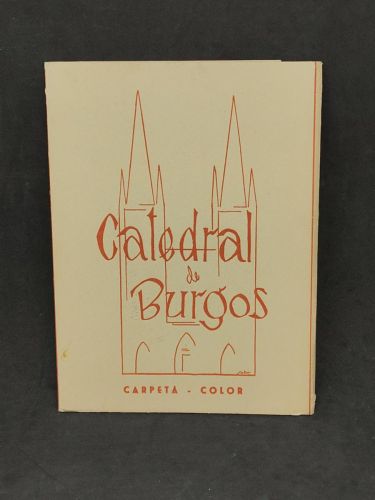 Catedral
de
Burgos
CARPETA - COLOR